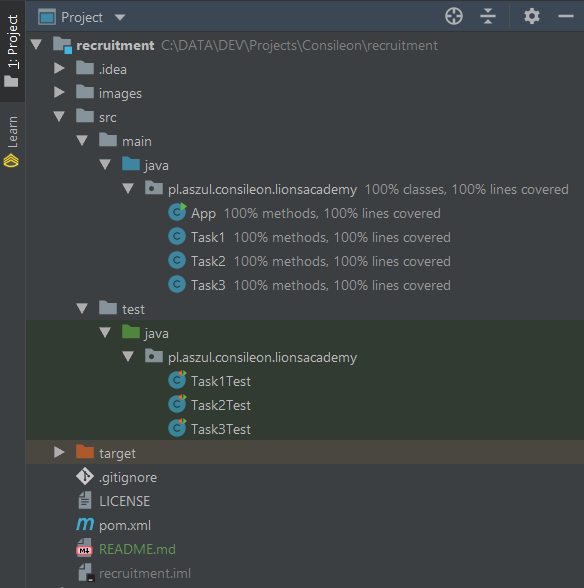 Project
1: Project
Learn
recruitment C:\DATA\DEV\Projects\Consileon\recruitment
.idea
images
src
main
java
pl.aszul.consileon.lionsacademy 100% classes, 100% lines covered
App 100% methods, 100% lines covered
Task1 100% methods, 100% lines covered
Task2 100% methods, 100% lines covered
Task3 100% methods, 100% lines covered
test
java
pl.aszul.consileon.lionsacademy
Task1Test
Task2Test
Task3Test
target
.gitignore
LICENSE
pom.xml
README.md
recruitment.iml